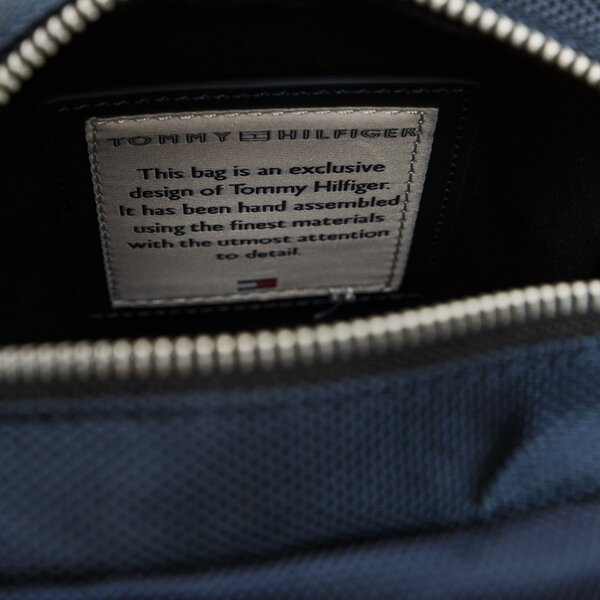 TOMMY HILFIGER
This bag is an exclusive
design of Tommy Hilfiger.
It has been hand assembled
using the finest materials
with the utmost attention
to detail.